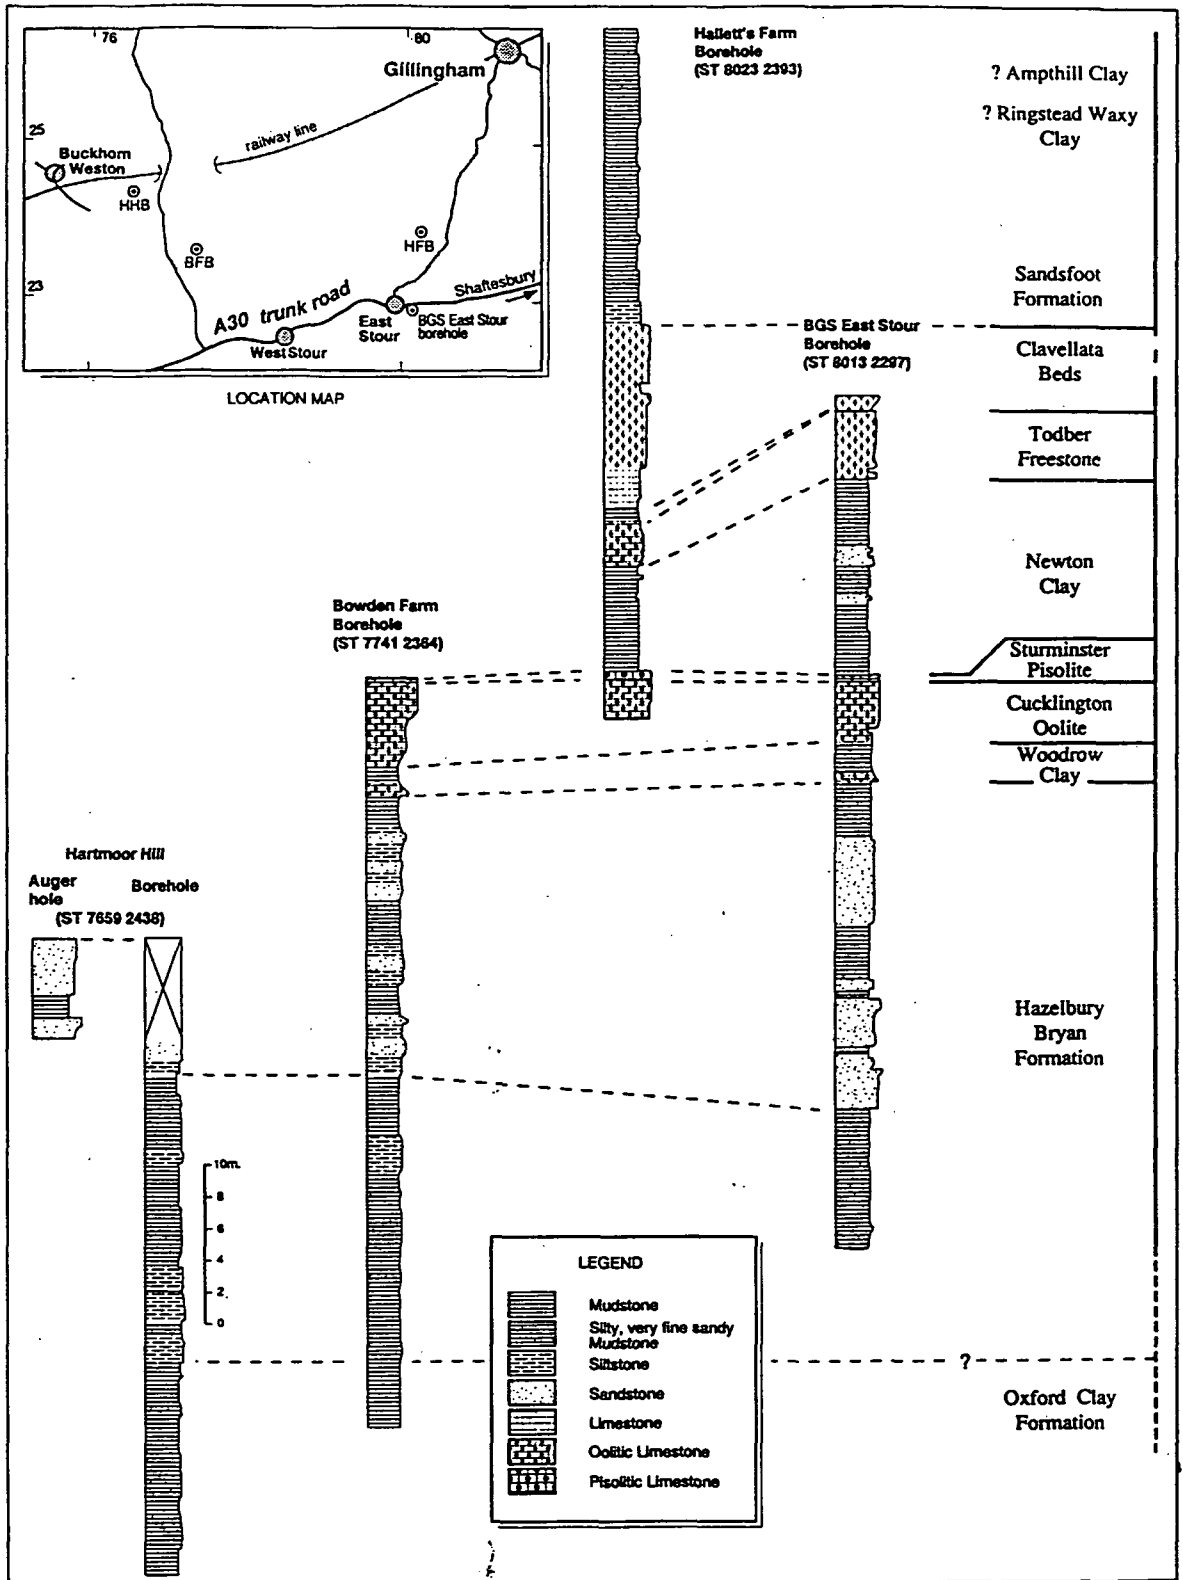 76
80
Gillingham
25
railway line
Buckhorn
Weston
HHB
BFB
HFB
23
A30 trunk road
Shaftesbury
East
Stour
BGS East Stour
borehole
West Stour
LOCATION MAP
Hallett's Farm
Borehole
(ST 8023 2393)
? Ampthill Clay
? Ringstead Waxy
Clay
Sandsfoot
Formation
BGS East Stour
Borehole
(ST 8013 2297)
Clavellata
Beds
Todber
Freestone
Newton
Clay
Bowden Farm
Borehole
(ST 7741 2364)
Sturminster
Pisolite
Cucklington
Oolite
Woodrow
Clay
Hartmoor Hill
Auger
hole
Borehole
(ST 7659 2438)
Hazelbury
Bryan
Formation
10m.
8
6
4
2
0
LEGEND
Mudstone
Silty, very fine sandy
Mudstone
Siltstone
Sandstone
Limestone
Oolitic Limestone
Pisolitic Limestone
?
Oxford Clay
Formation